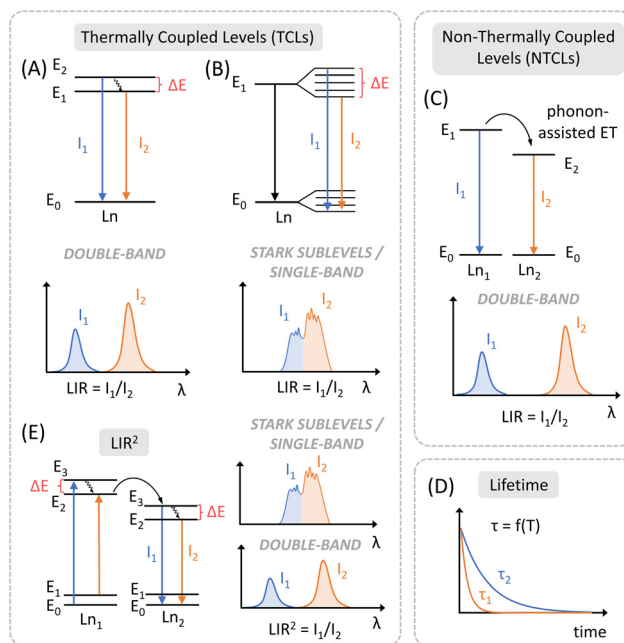 Thermally Coupled Levels (TCLs)
(A)
E2
E1
ΔE
I1
I2
E0
Ln
DOUBLE-BAND
I1
I2
λ
LIR = I1/I2
(B)
E1
ΔE
I1
I2
E0
Ln
STARK SUBLEVELS /
SINGLE-BAND
I1
I2
λ
LIR = I1/I2
Non-Thermally Coupled
Levels (NTCLs)
(C)
phonon-
assisted ET
E1
E2
I1
I2
E0
E0
Ln1
Ln2
DOUBLE-BAND
I1
I2
λ
LIR = I1/I2
(E)
LIR²
E3
ΔE
E2
E3
ΔE
E2
I1
I2
E1
E0
E1
E0
Ln1
Ln2
STARK SUBLEVELS /
SINGLE-BAND
I1
I2
λ
DOUBLE-BAND
I1
I2
λ
LIR² = I1/I2
(D)
Lifetime
τ = f(T)
τ2
τ1
time